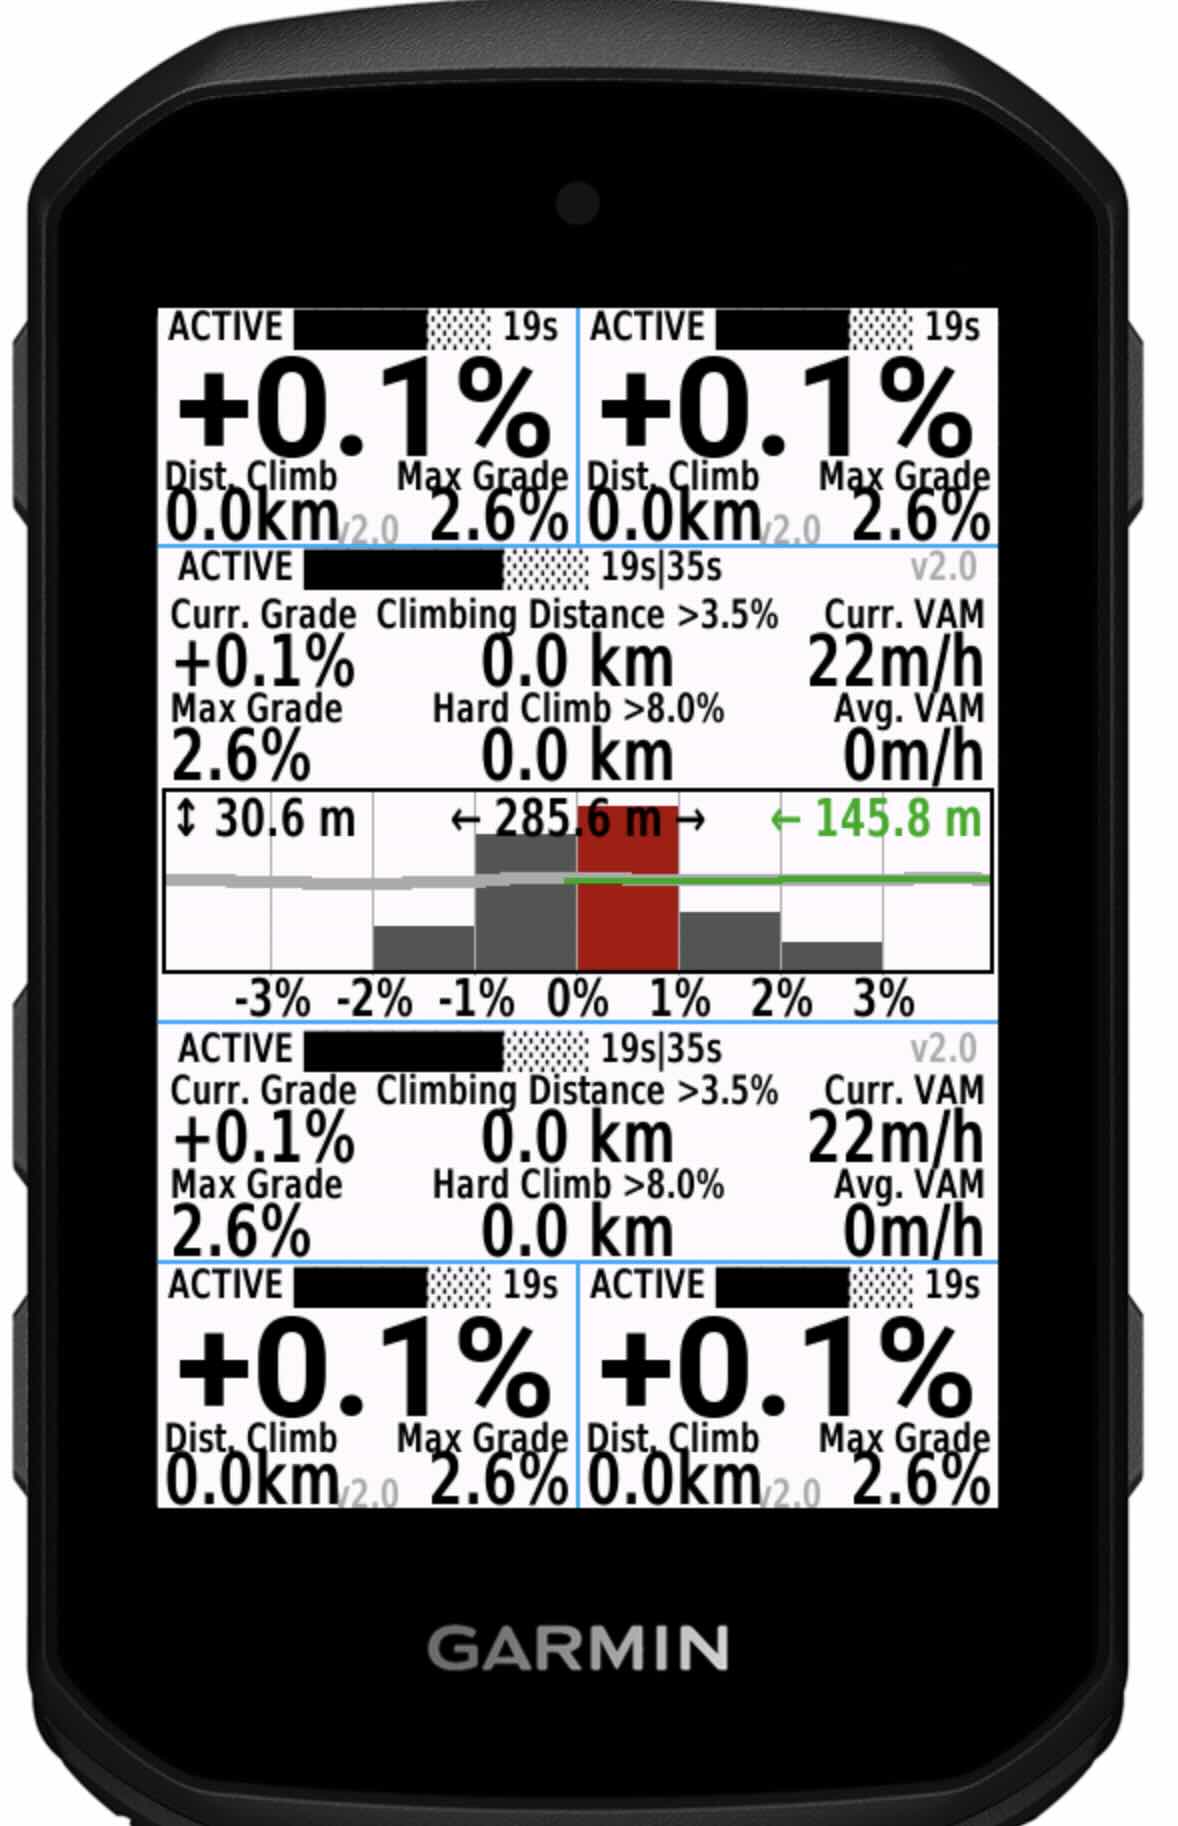 ACTIVE 19s ACTIVE 19s
+0.1% +0.1%
Dist. Climb Max Grade Dist. Climb Max Grade
0.0km v2.0 2.6% 0.0km v2.0 2.6%
ACTIVE 19s|35s v2.0
Curr. Grade Climbing Distance >3.5% Curr. VAM
+0.1% 0.0 km 22m/h
Max Grade Hard Climb >8.0% Avg. VAM
2.6% 0.0 km 0m/h
↕ 30.6 m ← 285.6 m → ← 145.8 m
-3% -2% -1% 0% 1% 2% 3%
ACTIVE 19s|35s v2.0
Curr. Grade Climbing Distance >3.5% Curr. VAM
+0.1% 0.0 km 22m/h
Max Grade Hard Climb >8.0% Avg. VAM
2.6% 0.0 km 0m/h
ACTIVE 19s ACTIVE 19s
+0.1% +0.1%
Dist. Climb Max Grade Dist. Climb Max Grade
0.0km v2.0 2.6% 0.0km v2.0 2.6%
GARMIN